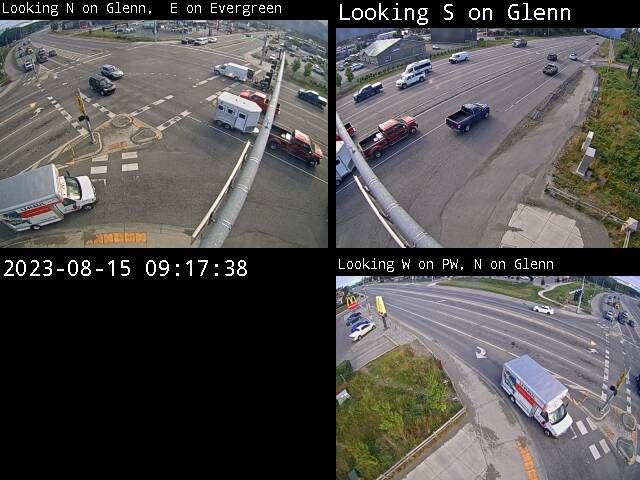 Looking N on Glenn,  E on Evergreen
Looking S on Glenn
2023-08-15 09:17:38
Looking W on PW, N on Glenn